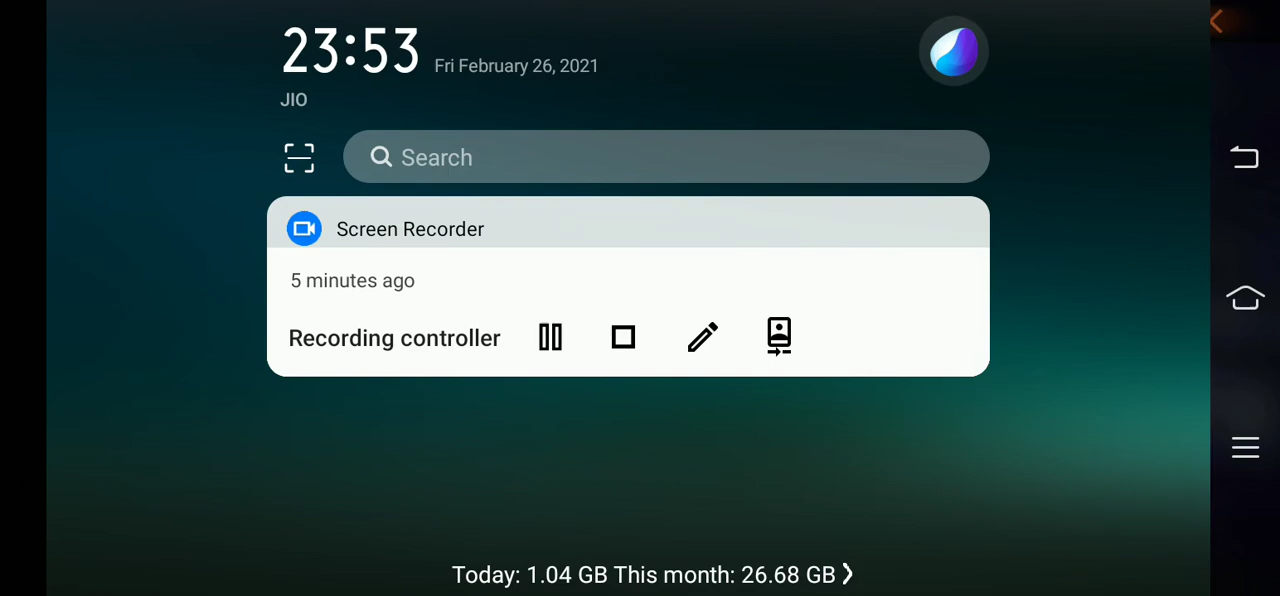 23:53 Fri February 26, 2021
JIO
Search
Screen Recorder
5 minutes ago
Recording controller
Today: 1.04 GB This month: 26.68 GB